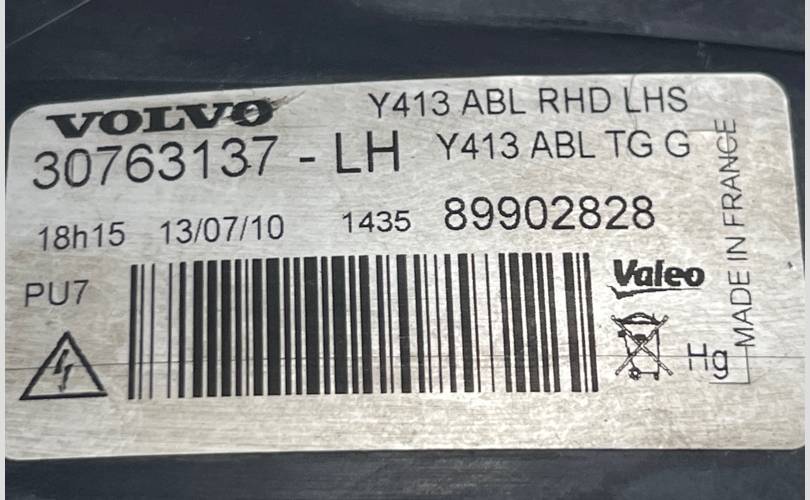 VOLVO
Y413 ABL RHD LHS
30763137 - LH
Y413 ABL TG G
18h15 13/07/10 1435 89902828
PU7
Valeo
Hg
MADE IN FRANCE